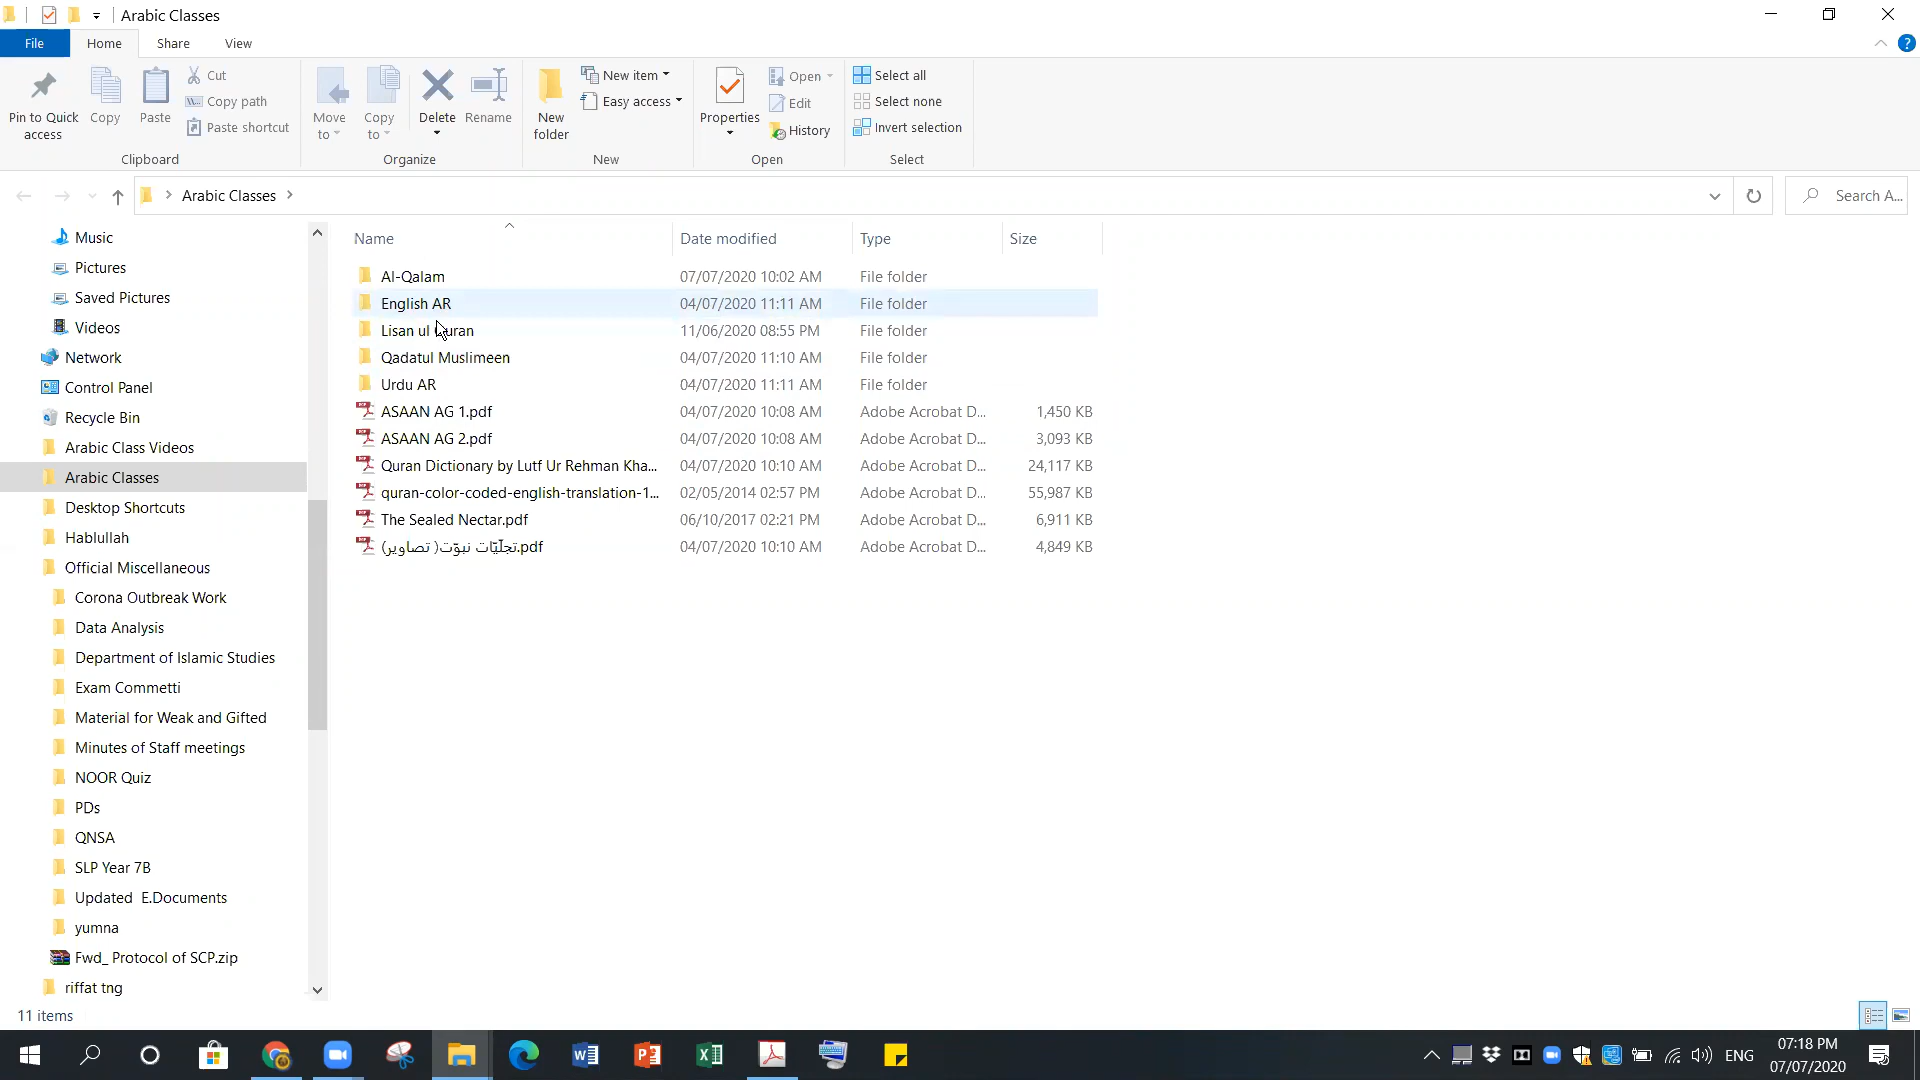 Arabic Classes
File Home Share View
Pin to Quick access
Copy
Paste
Cut
Copy path
Paste shortcut
Clipboard
Move to
Copy to
Delete
Rename
Organize
New folder
New item
Easy access
New
Properties
Open
Edit
History
Open
Select all
Select none
Invert selection
Select
Arabic Classes
Search A...
Music
Pictures
Saved Pictures
Videos
Network
Control Panel
Recycle Bin
Arabic Class Videos
Arabic Classes
Desktop Shortcuts
Hablullah
Official Miscellaneous
Corona Outbreak Work
Data Analysis
Department of Islamic Studies
Exam Commetti
Material for Weak and Gifted
Minutes of Staff meetings
NOOR Quiz
PDs
QNSA
SLP Year 7B
Updated E.Documents
yumna
Fwd_ Protocol of SCP.zip
riffat tng
Name Date modified Type Size
Al-Qalam 07/07/2020 10:02 AM File folder
English AR 04/07/2020 11:11 AM File folder
Lisan ul 11/06/2020 08:55 PM File folder
Qadatul Muslimeen 04/07/2020 11:10 AM File folder
Urdu AR 04/07/2020 11:11 AM File folder
ASAAN AG 1.pdf 04/07/2020 10:08 AM Adobe Acrobat D... 1,450 KB
ASAAN AG 2.pdf 04/07/2020 10:08 AM Adobe Acrobat D... 3,093 KB
Quran Dictionary by Lutf Ur Rehman Kha... 04/07/2020 10:10 AM Adobe Acrobat D... 24,117 KB
quran-color-coded-english-translation-1... 02/05/2014 02:57 PM Adobe Acrobat D... 55,987 KB
The Sealed Nectar.pdf 06/10/2017 02:21 PM Adobe Acrobat D... 6,911 KB
تجلّیّات نبوّت( تصاویر).pdf 04/07/2020 10:10 AM Adobe Acrobat D... 4,849 KB
11 items
ENG
07:18 PM
07/07/2020